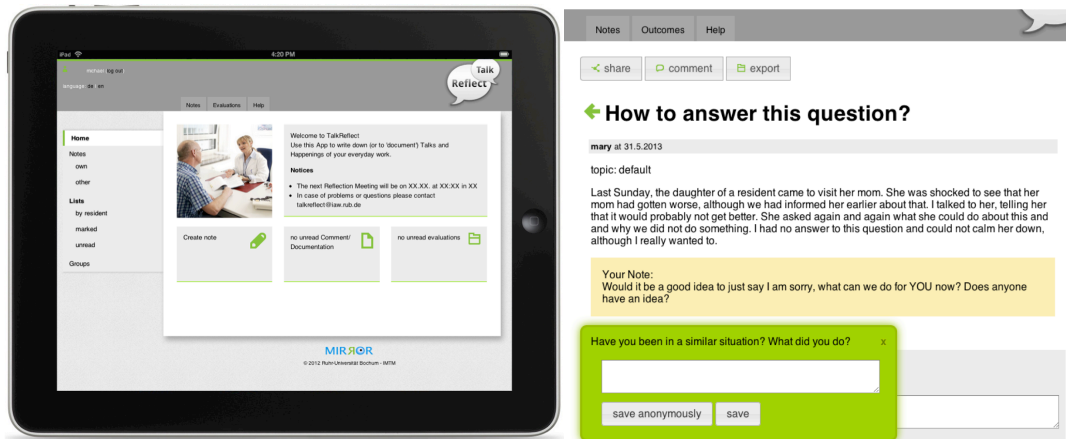 iPad
4:20 PM
michael (log out)
language: de | en
Talk
Reflect
Notes Evaluations Help
Home
Notes
own
other
Lists
by resident
marked
unread
Groups
Welcome to TalkReflect
Use this App to write down (or to 'document') Talks and
Happenings of your everyday work.
Notices
The next Reflection Meeting will be on XX.XX. at XX:XX in XX
In case of problems or questions please contact
talkreflect@iaw.rub.de
Create note
no unread Comment/
Documentation
no unread evaluations
MIRROR
© 2012 Ruhr-Universität Bochum - IMTM
Notes Outcomes Help
share comment export
How to answer this question?
mary at 31.5.2013
topic: default
Last Sunday, the daughter of a resident came to visit her mom. She was shocked to see that her
mom had gotten worse, although we had informed her earlier about that. I talked to her, telling her
that it would probably not get better. She asked again and again what she could do about this and
and why we did not do something. I had no answer to this question and could not calm her down,
although I really wanted to.
Your Note:
Would it be a good idea to just say I am sorry, what can we do for YOU now? Does anyone
have an idea?
Have you been in a similar situation? What did you do? x
save anonymously save